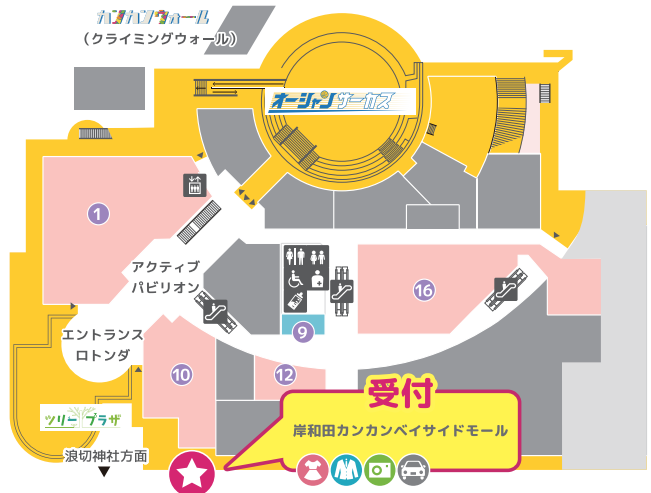 カンカンウォール
(クライミングウォール)
オーシャンサーカス
1
アクティブ
パビリオン
16
エントランス
ロトンダ
9
10
12
受付
ツリープラザ
岸和田カンカンベイサイドモール
浪切神社方面